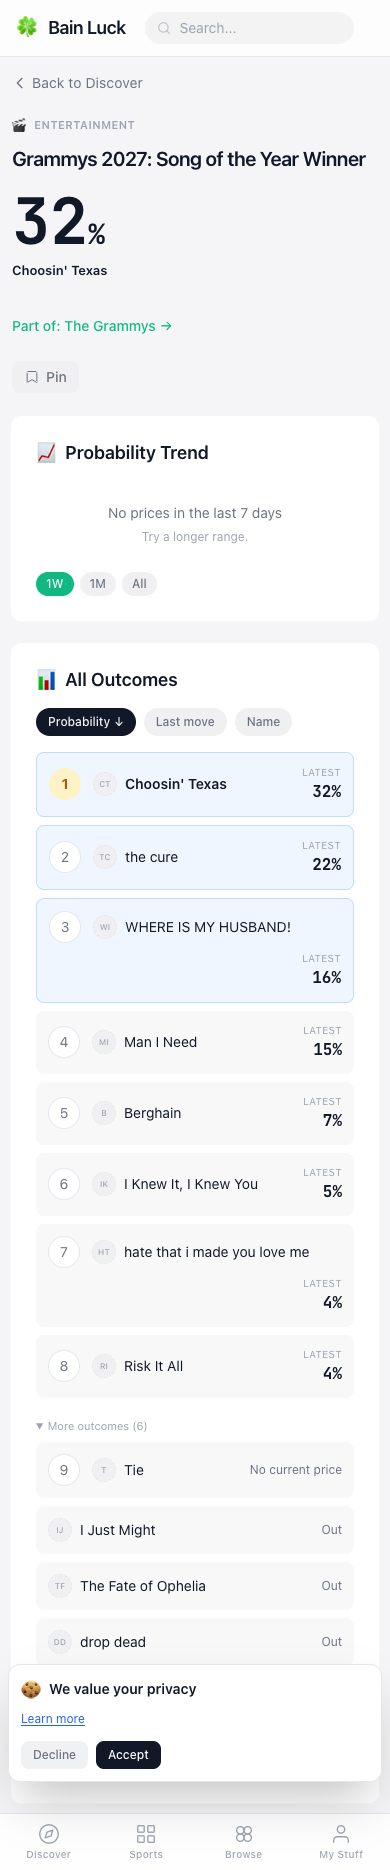 Bain Luck
Search...
Back to Discover
ENTERTAINMENT
Grammys 2027: Song of the Year Winner
32%
Choosin' Texas
Part of: The Grammys →
Pin
Probability Trend
No prices in the last 7 days
Try a longer range.
1W 1M All
All Outcomes
Probability ↓ Last move Name
1 CT Choosin' Texas LATEST 32%
2 TC the cure LATEST 22%
3 WI WHERE IS MY HUSBAND!
LATEST 16%
4 MI Man I Need LATEST 15%
5 B Berghain LATEST 7%
6 IK I Knew It, I Knew You LATEST 5%
7 HT hate that i made you love me
LATEST 4%
8 RI Risk It All LATEST 4%
▼ More outcomes (6)
9 T Tie No current price
IJ I Just Might Out
TF The Fate of Ophelia Out
DD drop dead Out
We value your privacy
Learn more
Decline Accept
Discover Sports Browse My Stuff